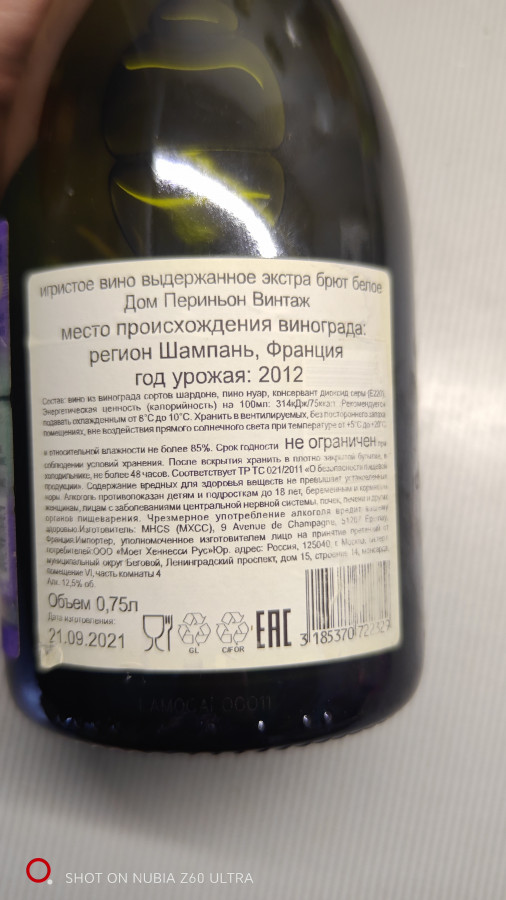 игристое вино выдержанное экстра брют белое
Дом Периньон Винтаж
место происхождения винограда:
регион Шампань, Франция
год урожая: 2012
Состав: вино из винограда сортов шардоне, пино нуар, консервант диоксид серы (Е220).
Энергетическая ценность (калорийность) на 100мл: 314кДж/75ккал. Рекомендуется
подавать охлажденным от 8°С до 10°С. Хранить в вентилируемых, без посторонних запахов
помещениях, вне воздействия прямого солнечного света при температуре от +5°С до +20°С
и относительной влажности не более 85%. Срок годности не ограничен при
соблюдении условий хранения. После вскрытия хранить в плотно закрытой бутылке, в
холодильнике, не более 48 часов. Соответствует ТР ТС 021/2011 «О безопасности пищевой
продукции». Содержание вредных для здоровья веществ не превышает установленных
норм. Алкоголь противопоказан детям и подросткам до 18 лет, беременным и кормящим
женщинам, лицам с заболеваниями центральной нервной системы, почек, печени и других
органов пищеварения. Чрезмерное употребление алкоголя вредит вашему
здоровью.Изготовитель: MHCS (МХСС), 9 Avenue de Champagne, 51207 Epernay,
Франция.Импортер, уполномоченное изготовителем лицо на принятие претензий от
потребителей:ООО «Моет Хеннесси Рус»Юр. адрес: Россия, 125040, г. Москва,
муниципальный округ Беговой, Ленинградский проспект, дом 15, строение 14, мансарда,
помещение VI, часть комнаты 4
Алк. 12,5% об.
Объем 0,75л
Дата изготовления:
21.09.2021
GL
C/FOR
EAC
3 185370 722329
SHOT ON NUBIA Z60 ULTRA